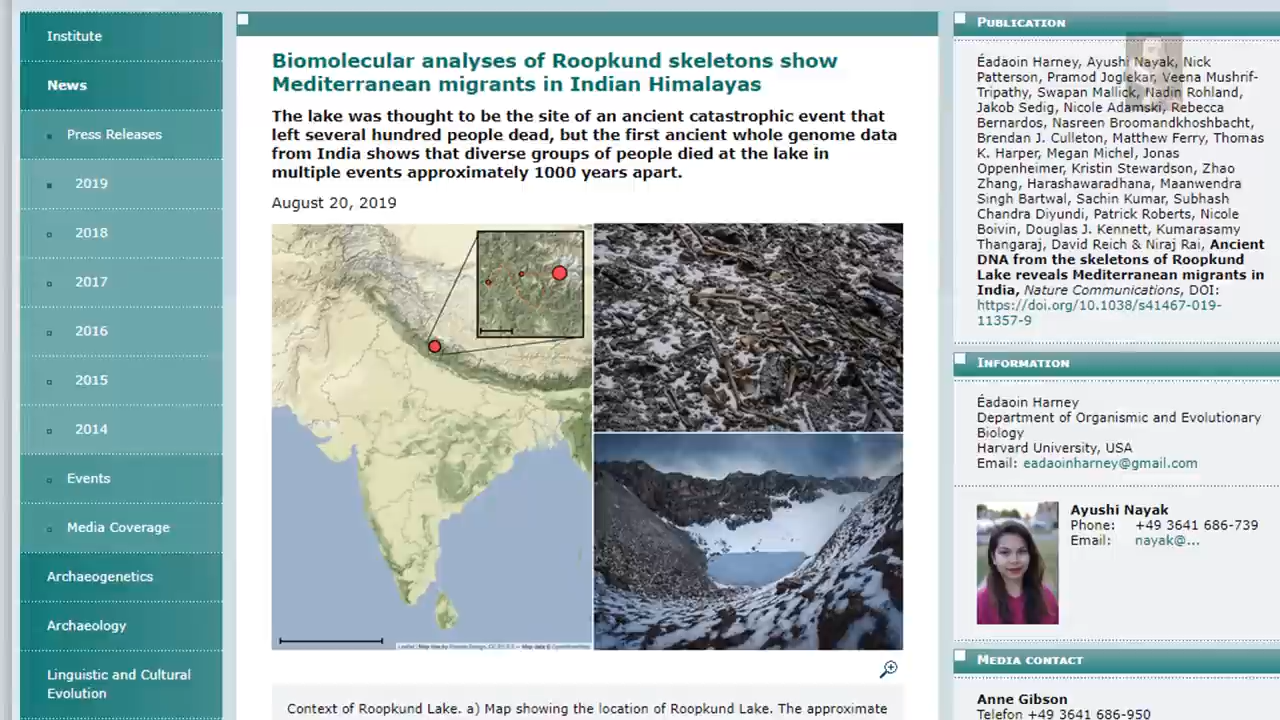 Institute
News
Press Releases
2019
2018
2017
2016
2015
2014
Events
Media Coverage
Archaeogenetics
Archaeology
Linguistic and Cultural
Evolution
Biomolecular analyses of Roopkund skeletons show
Mediterranean migrants in Indian Himalayas
The lake was thought to be the site of an ancient catastrophic event that
left several hundred people dead, but the first ancient whole genome data
from India shows that diverse groups of people died at the lake in
multiple events approximately 1000 years apart.
August 20, 2019
Context of Roopkund Lake. a) Map showing the location of Roopkund Lake. The approximate
PUBLICATION
Éadaoin Harney, Ayushi Nayak, Nick
Patterson, Pramod Joglekar, Veena Mushrif-
Tripathy, Swapan Mallick, Nadin Rohland,
Jakob Sedig, Nicole Adamski, Rebecca
Bernardos, Nasreen Broomandkhoshbacht,
Brendan J. Culleton, Matthew Ferry, Thomas
K. Harper, Megan Michel, Jonas
Oppenheimer, Kristin Stewardson, Zhao
Zhang, Harashawaradhana, Maanwendra
Singh Bartwal, Sachin Kumar, Subhash
Chandra Diyundi, Patrick Roberts, Nicole
Boivin, Douglas J. Kennett, Kumarasamy
Thangaraj, David Reich & Niraj Rai, Ancient
DNA from the skeletons of Roopkund
Lake reveals Mediterranean migrants in
India, Nature Communications, DOI:
https://doi.org/10.1038/s41467-019-
11357-9
INFORMATION
Éadaoin Harney
Department of Organismic and Evolutionary
Biology
Harvard University, USA
Email: eadaoinharney@gmail.com
Ayushi Nayak
Phone: +49 3641 686-739
Email: nayak@...
MEDIA CONTACT
Anne Gibson
Telefon +49 3641 686-950